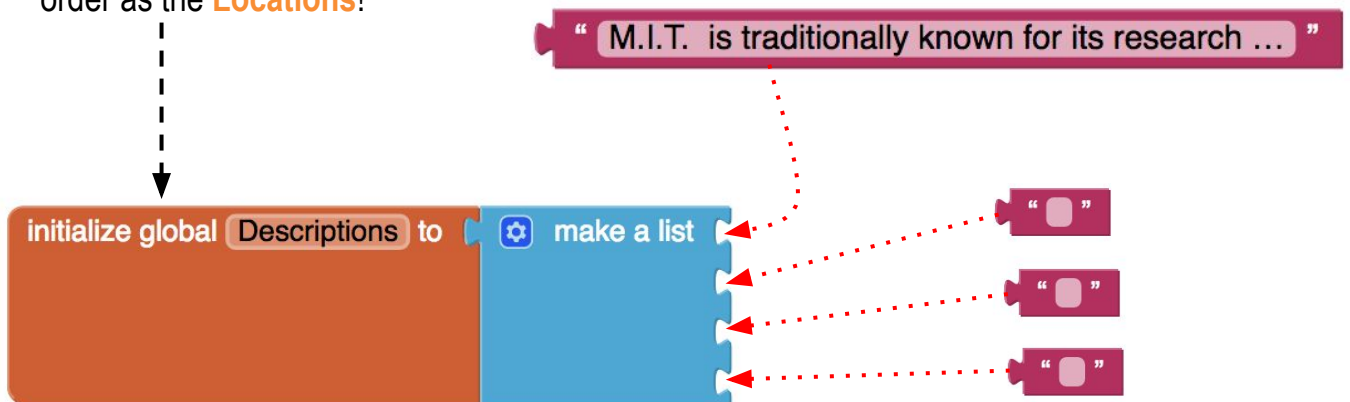 order as the Locations!
“ M.I.T. is traditionally known for its research ... ”
initialize global Descriptions to make a list
“ ”
“ ”
“ ”